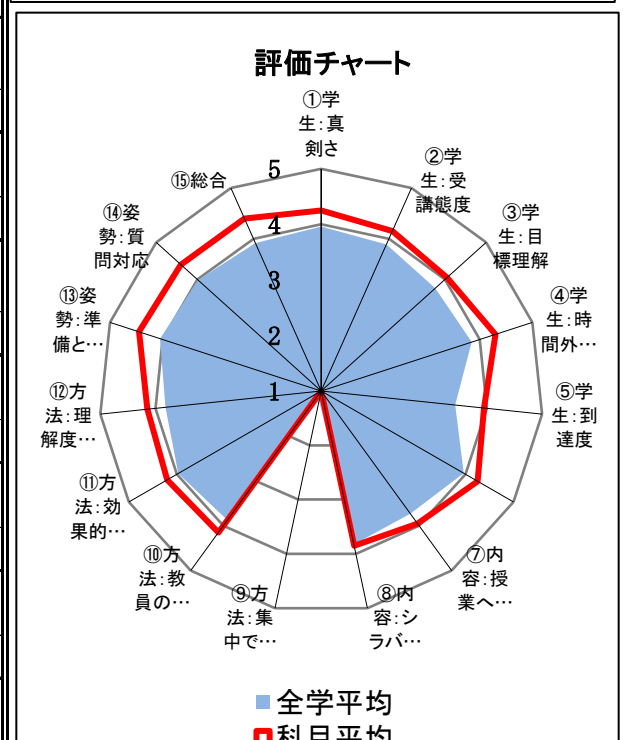 評価チャート
①学
生:真
剣さ
②学
生:受
講態度
③学
生:目
標理解
④学
生:時
間外…
⑤学
生:到
達度
⑦内
容:授
業へ…
⑧内
容:シ
ラバ…
⑨方
法:集
中で…
⑩方
法:教
員の…
⑪方
法:効
果的…
⑫方
法:理
解度…
⑬姿
勢:準
備と…
⑭姿
勢:質
問対応
⑮総合
5
4
3
2
1
全学平均
科目平均